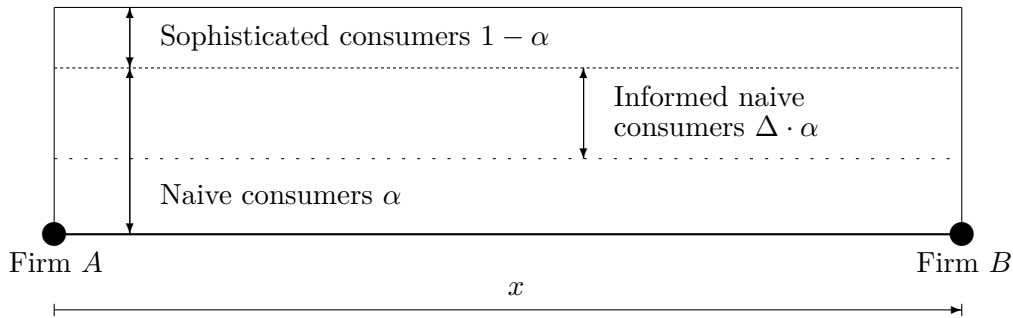 Sophisticated consumers 1 − α
Informed naive
consumers Δ · α
Naive consumers α
Firm A
Firm B
x